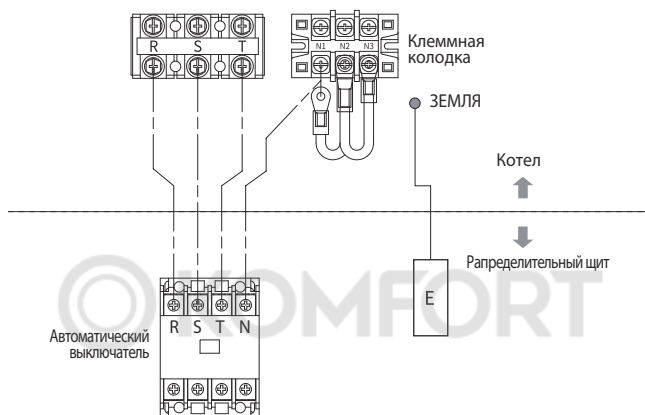 R S T
N1 N2 N3
Клеммная
колодка
ЗЕМЛЯ
Котел
Рапределительный щит
E
KOMFORT
R S T N
Автоматический
выключатель